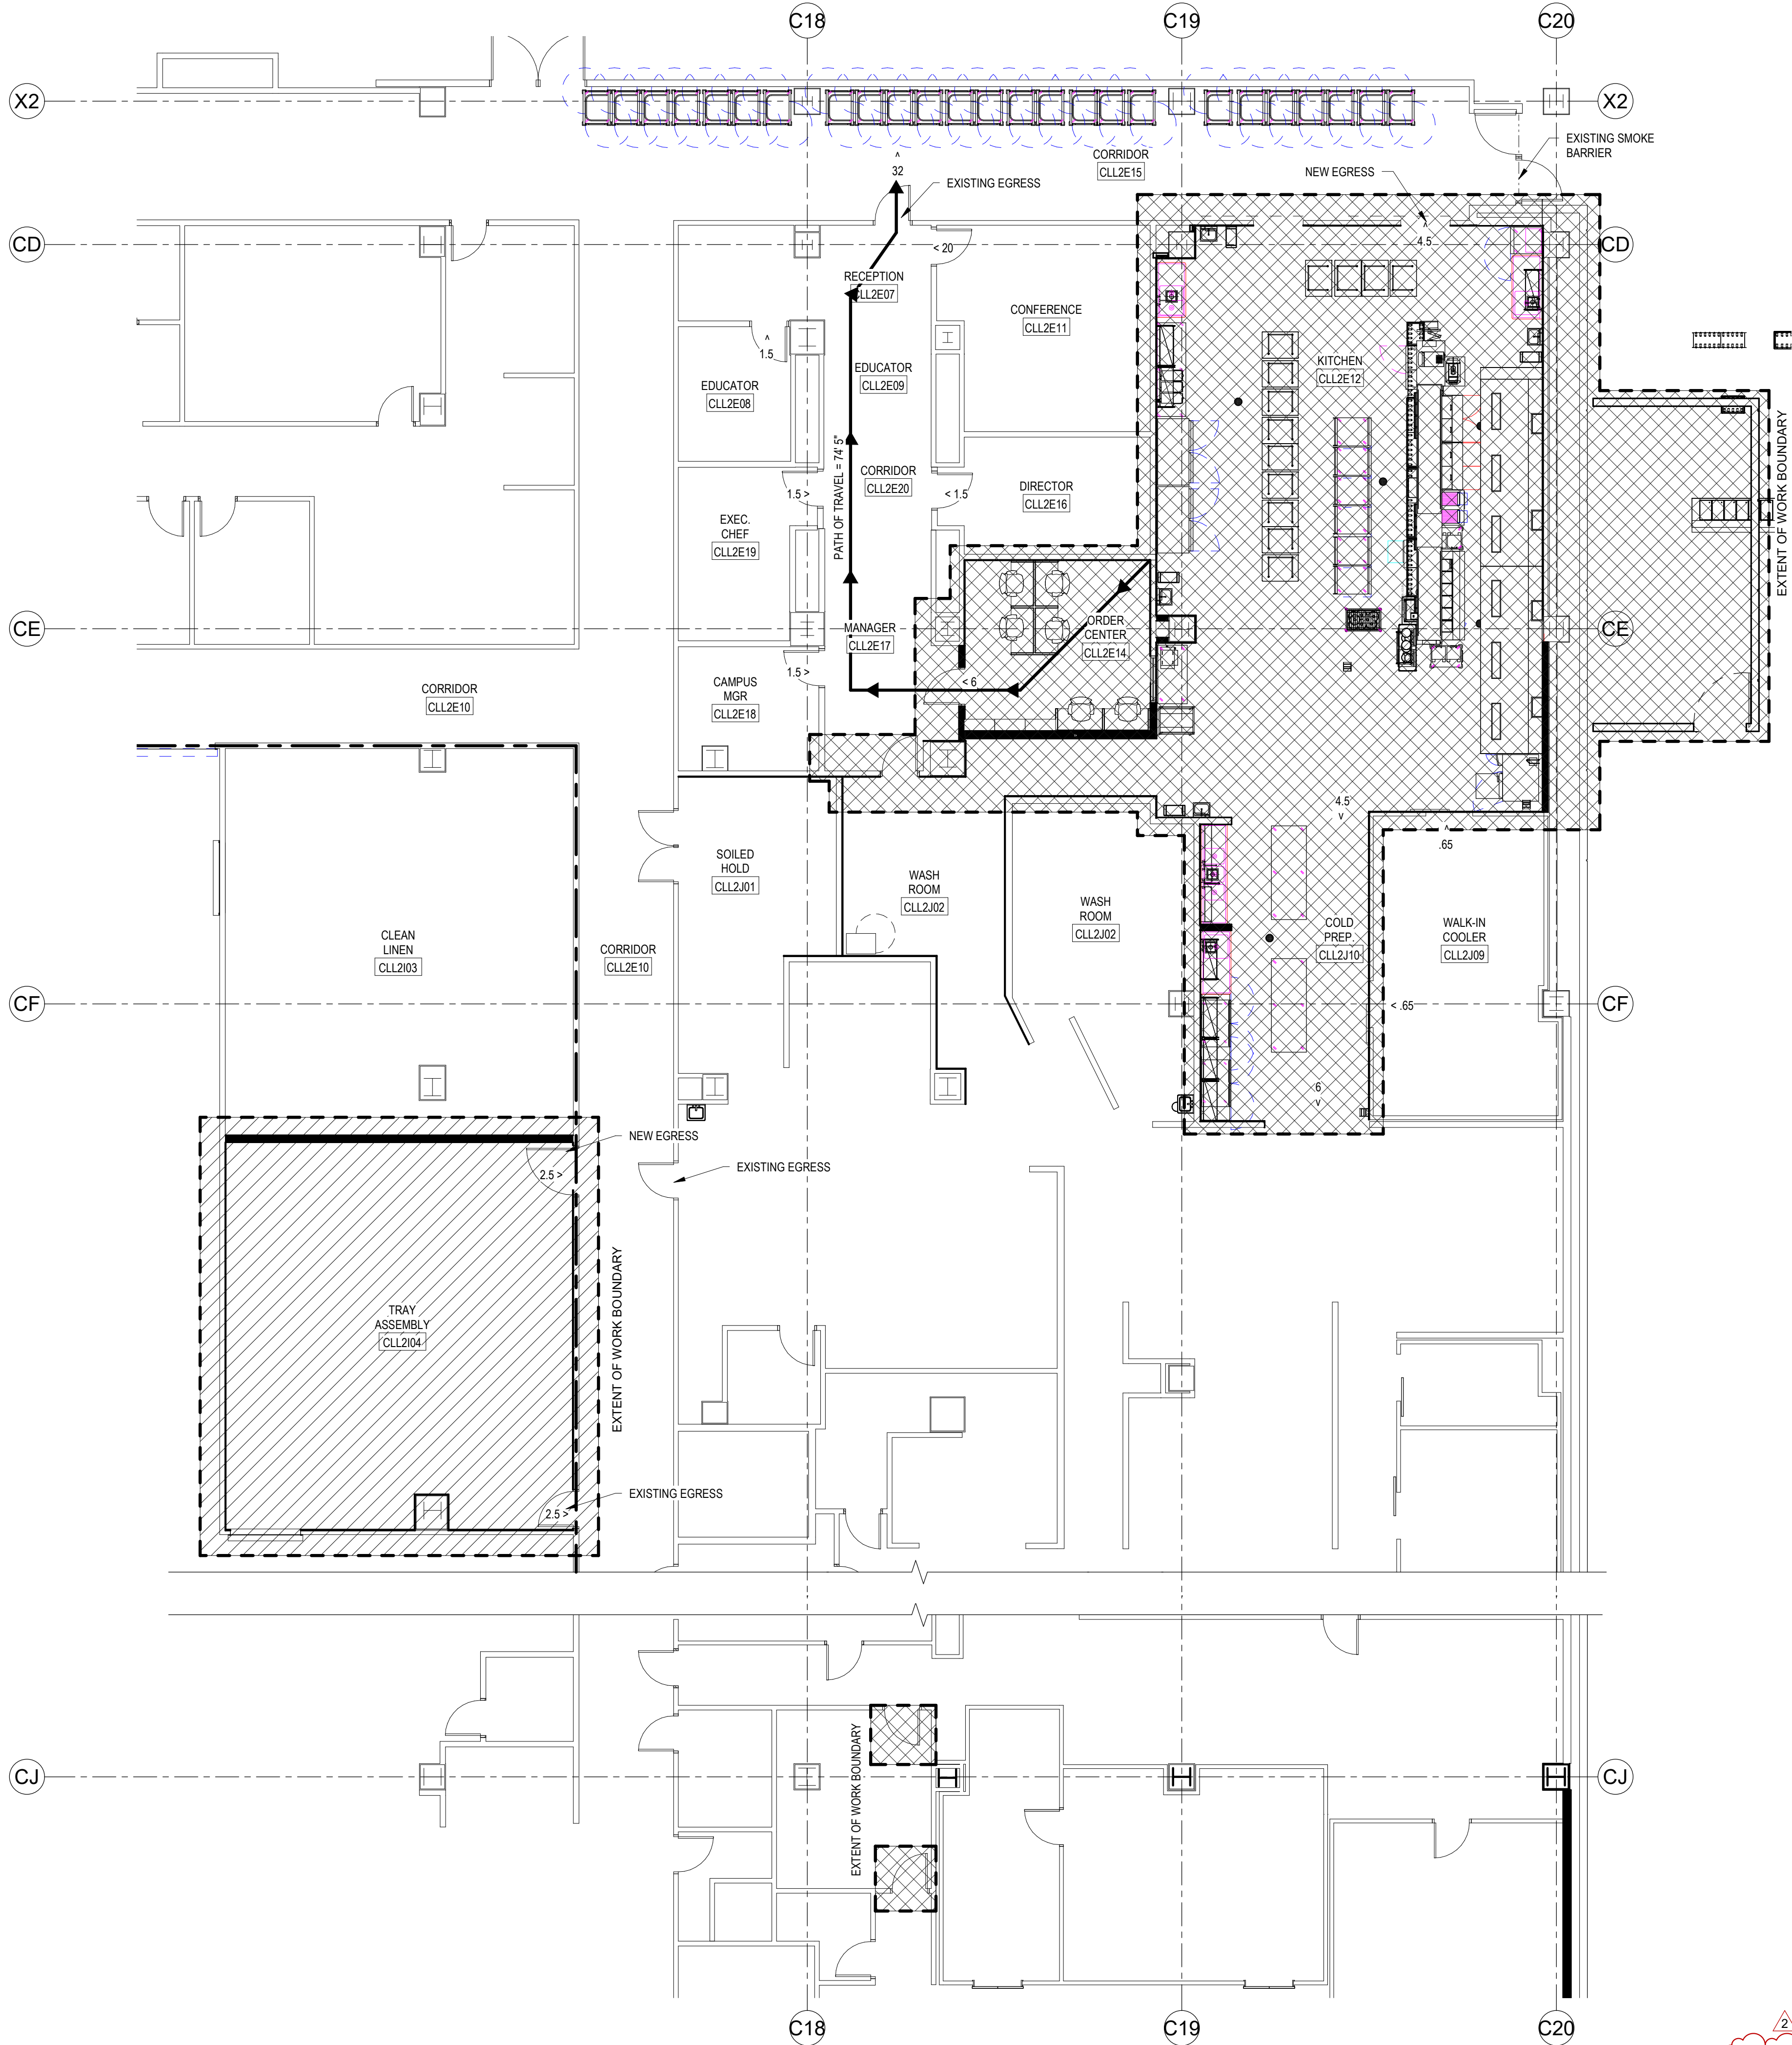 C18
C19
C20
X2
X2
EXISTING SMOKE
BARRIER
CORRIDOR
CLL2E15
^
32
EXISTING EGRESS
NEW EGRESS
CD
CD
< 20
^
4.5
RECEPTION
CLL2E07
CONFERENCE
CLL2E11
^
1.5
KITCHEN
CLL2E12
EDUCATOR
CLL2E09
EDUCATOR
CLL2E08
PATH OF TRAVEL = 74' 5"
EXTENT OF WORK BOUNDARY
CORRIDOR
CLL2E20
1.5 >
< 1.5
DIRECTOR
CLL2E16
EXEC.
CHEF
CLL2E19
CE
CE
MANAGER
CLL2E17
ORDER
CENTER
CLL2E14
1.5 >
< 6
CAMPUS
MGR
CLL2E18
CORRIDOR
CLL2E10
4.5
v
^
.65
SOILED
HOLD
CLL2J01
WASH
ROOM
CLL2J02
WASH
ROOM
CLL2J02
COLD
PREP.
CLL2J10
WALK-IN
COOLER
CLL2J09
CLEAN
LINEN
CLL2I03
CORRIDOR
CLL2E10
CF
CF
< .65
6
v
NEW EGRESS
2.5 >
EXISTING EGRESS
EXTENT OF WORK BOUNDARY
TRAY
ASSEMBLY
CLL2I04
EXISTING EGRESS
2.5 >
EXTENT OF WORK BOUNDARY
CJ
CJ
C18
C19
C20
2